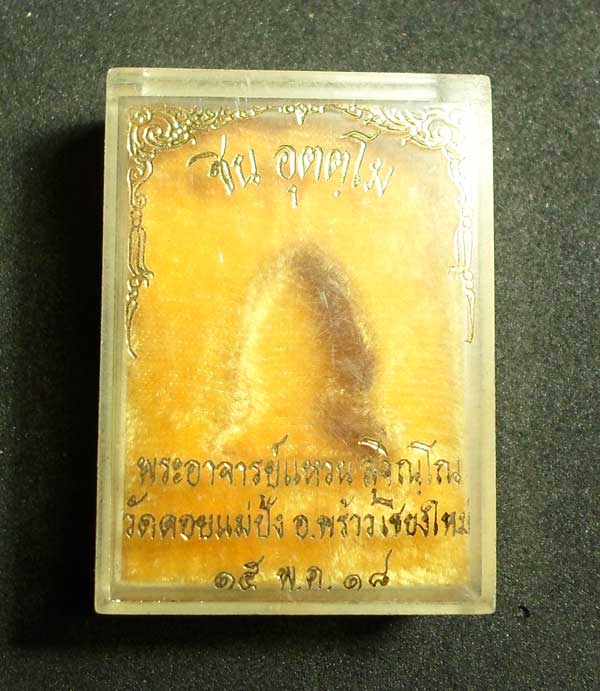 รุ่น อุตตฺโม
พระอาจารย์แหวน สุจิณฺโณ
วัดดอยแม่ปั๋ง อ.พร้าว เชียงใหม่
๑๕ พ.ค. ๑๘